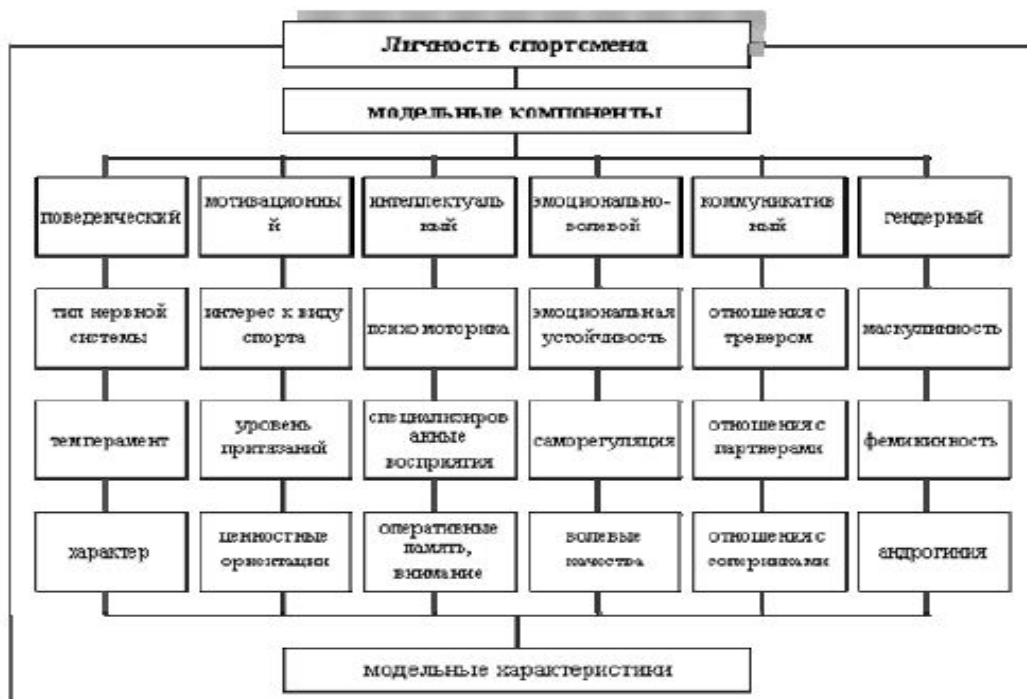 Личность спортсмена
модельные компоненты
поведенческий
мотивационны
й
интеллектуаль
ный
эмоционально-
волевой
коммуникатив
ный
гендерный
тип нервной
системы
интерес к виду
спорта
психомоторика
эмоциональная
устойчивость
отношения с
тренером
маскулинность
темперамент
уровень
притязаний
специализиров
анные
восприятия
саморегуляция
отношения с
партнерами
фемининность
характер
ценностные
ориентации
оперативные
память,
внимание
волевые
качества
отношения с
соперниками
андрогиния
модельные характеристики